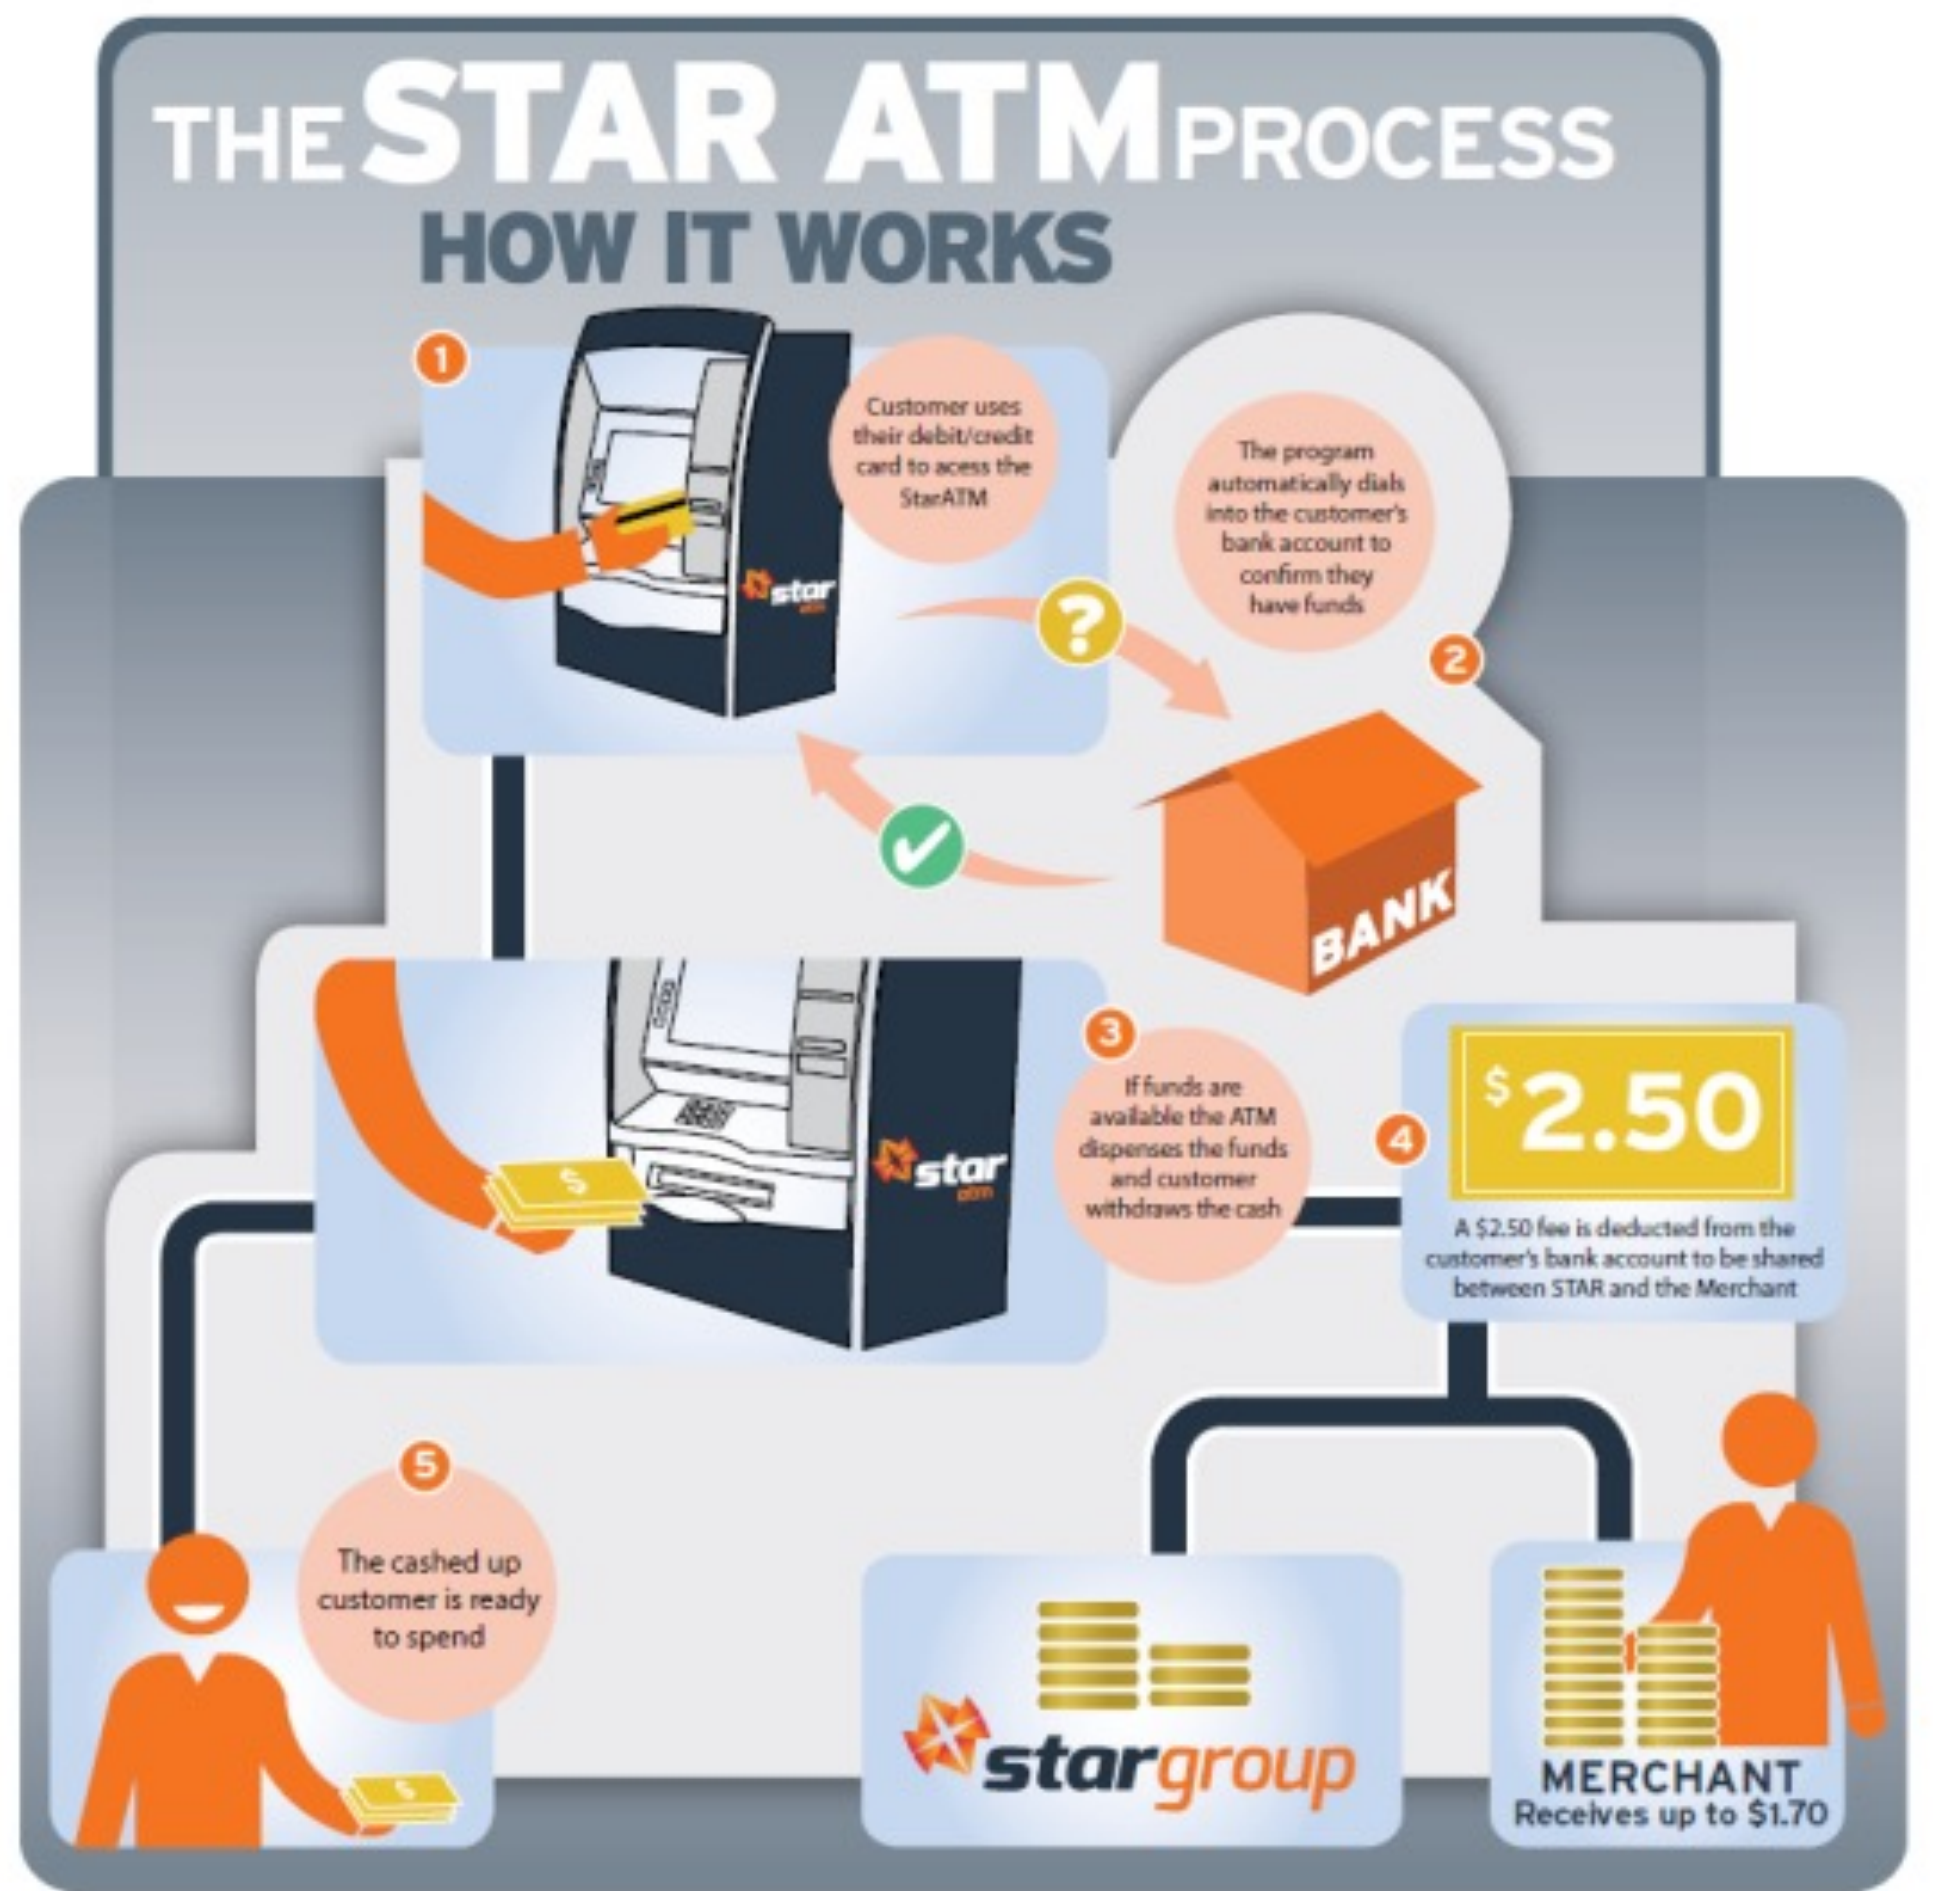 THE STAR ATM PROCESS
HOW IT WORKS
1
Customer uses
their debit/credit
card to acess the
StarATM
star
atm
?
The program
automatically dials
into the customer's
bank account to
confirm they
have funds
2
BANK
3
If funds are
available the ATM
dispenses the funds
and customer
withdraws the cash
$
star
atm
4
$2.50
A $2.50 fee is deducted from the
customer's bank account to be shared
between STAR and the Merchant
5
The cashed up
customer is ready
to spend
$
stargroup
MERCHANT
Receives up to $1.70